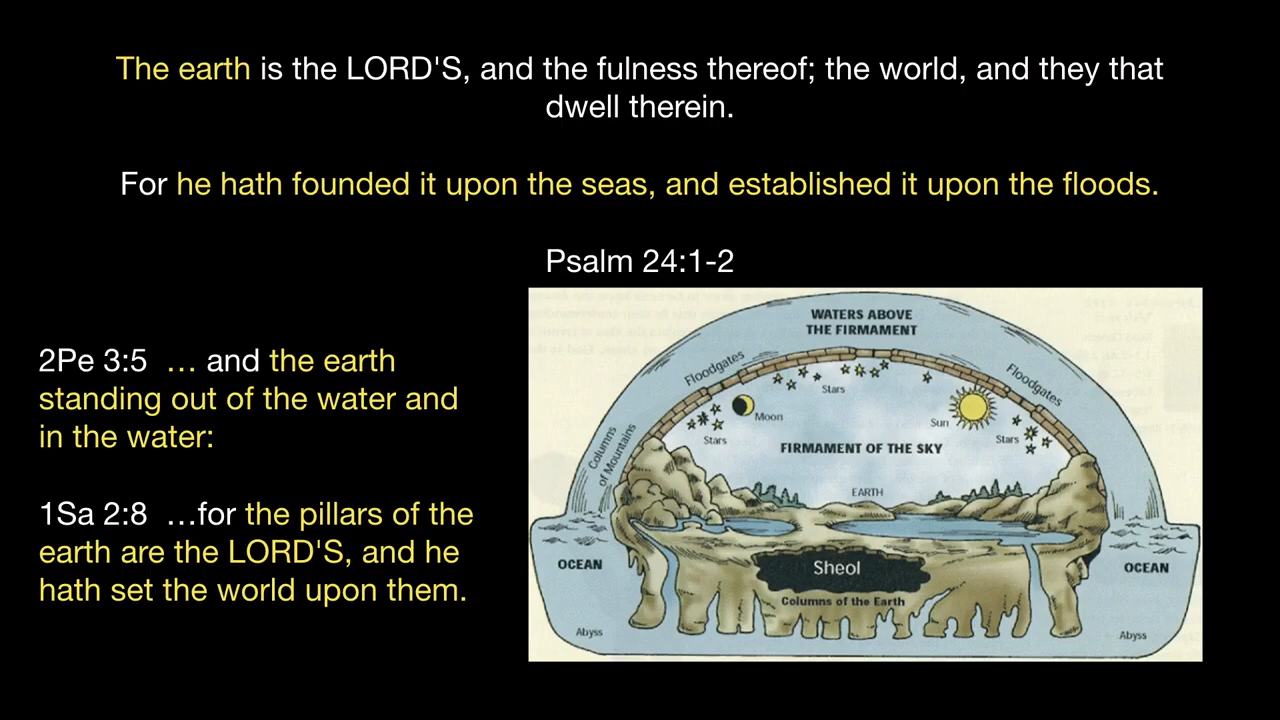 The earth is the LORD'S, and the fulness thereof; the world, and they that
dwell therein.
For he hath founded it upon the seas, and established it upon the floods.
Psalm 24:1-2
2Pe 3:5  … and the earth
standing out of the water and
in the water:
1Sa 2:8  …for the pillars of the
earth are the LORD'S, and he
hath set the world upon them.
WATERS ABOVE
THE FIRMAMENT
Floodgates
Floodgates
Stars
Moon
Sun
Stars
Stars
Columns
of Mountains
FIRMAMENT OF THE SKY
EARTH
OCEAN
Sheol
OCEAN
Columns of the Earth
Abyss
Abyss